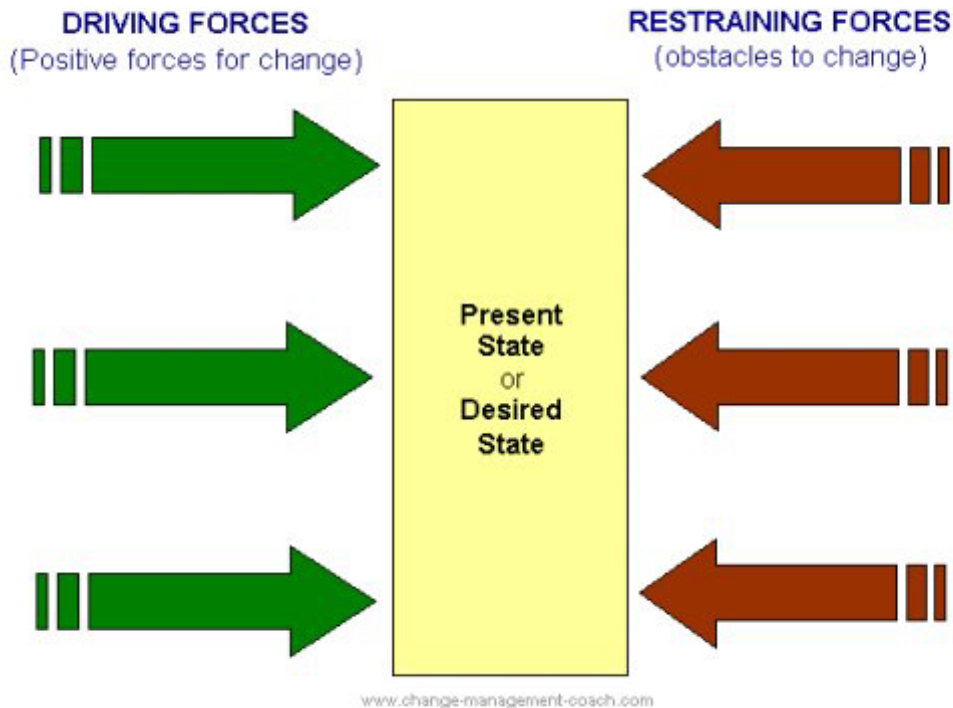 DRIVING FORCES
(Positive forces for change)
RESTRAINING FORCES
(obstacles to change)
Present
State
or
Desired
State
www.change-management-coach.com